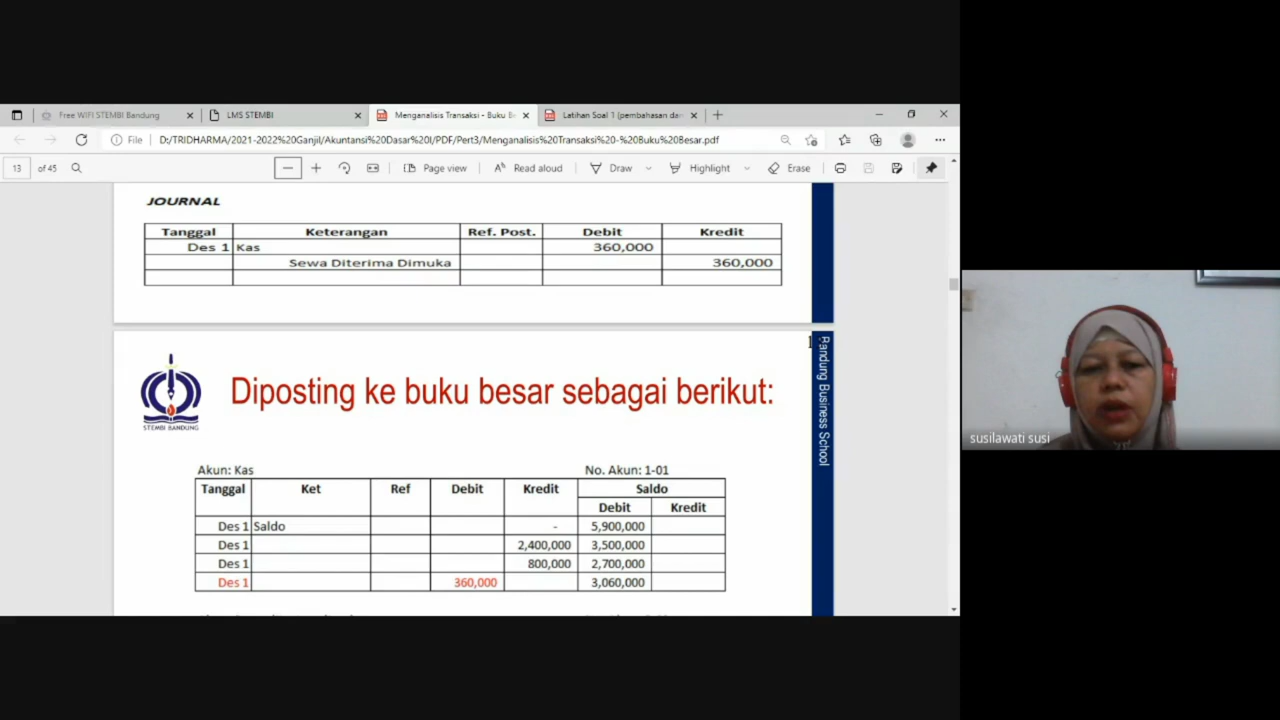 Free WIFI STEMBI Bandung
LMS STEMBI
Menganalisis Transaksi - Buku Be
Latihan Soal 1 (pembahasan da
File
D:/TRIDHARMA/2021-2022%20Ganjil/Akuntansi%20Dasar%20I/PDF/Pert3/Menganalisis%20Transaksi%20-%20Buku%20Besar.pdf
13 of 45
Page view
Read aloud
Draw
Highlight
Erase
JOURNAL
Tanggal Keterangan Ref. Post. Debit Kredit
Des 1 Kas 360,000
Sewa Diterima Dimuka 360,000
Bandung Business School
STEMBI BANDUNG
Diposting ke buku besar sebagai berikut:
Akun: Kas No. Akun: 1-01
Tanggal Ket Ref Debit Kredit Saldo
Debit Kredit
Des 1 Saldo - 5,900,000
Des 1 2,400,000 3,500,000
Des 1 800,000 2,700,000
Des 1 360,000 3,060,000
susilawati susi